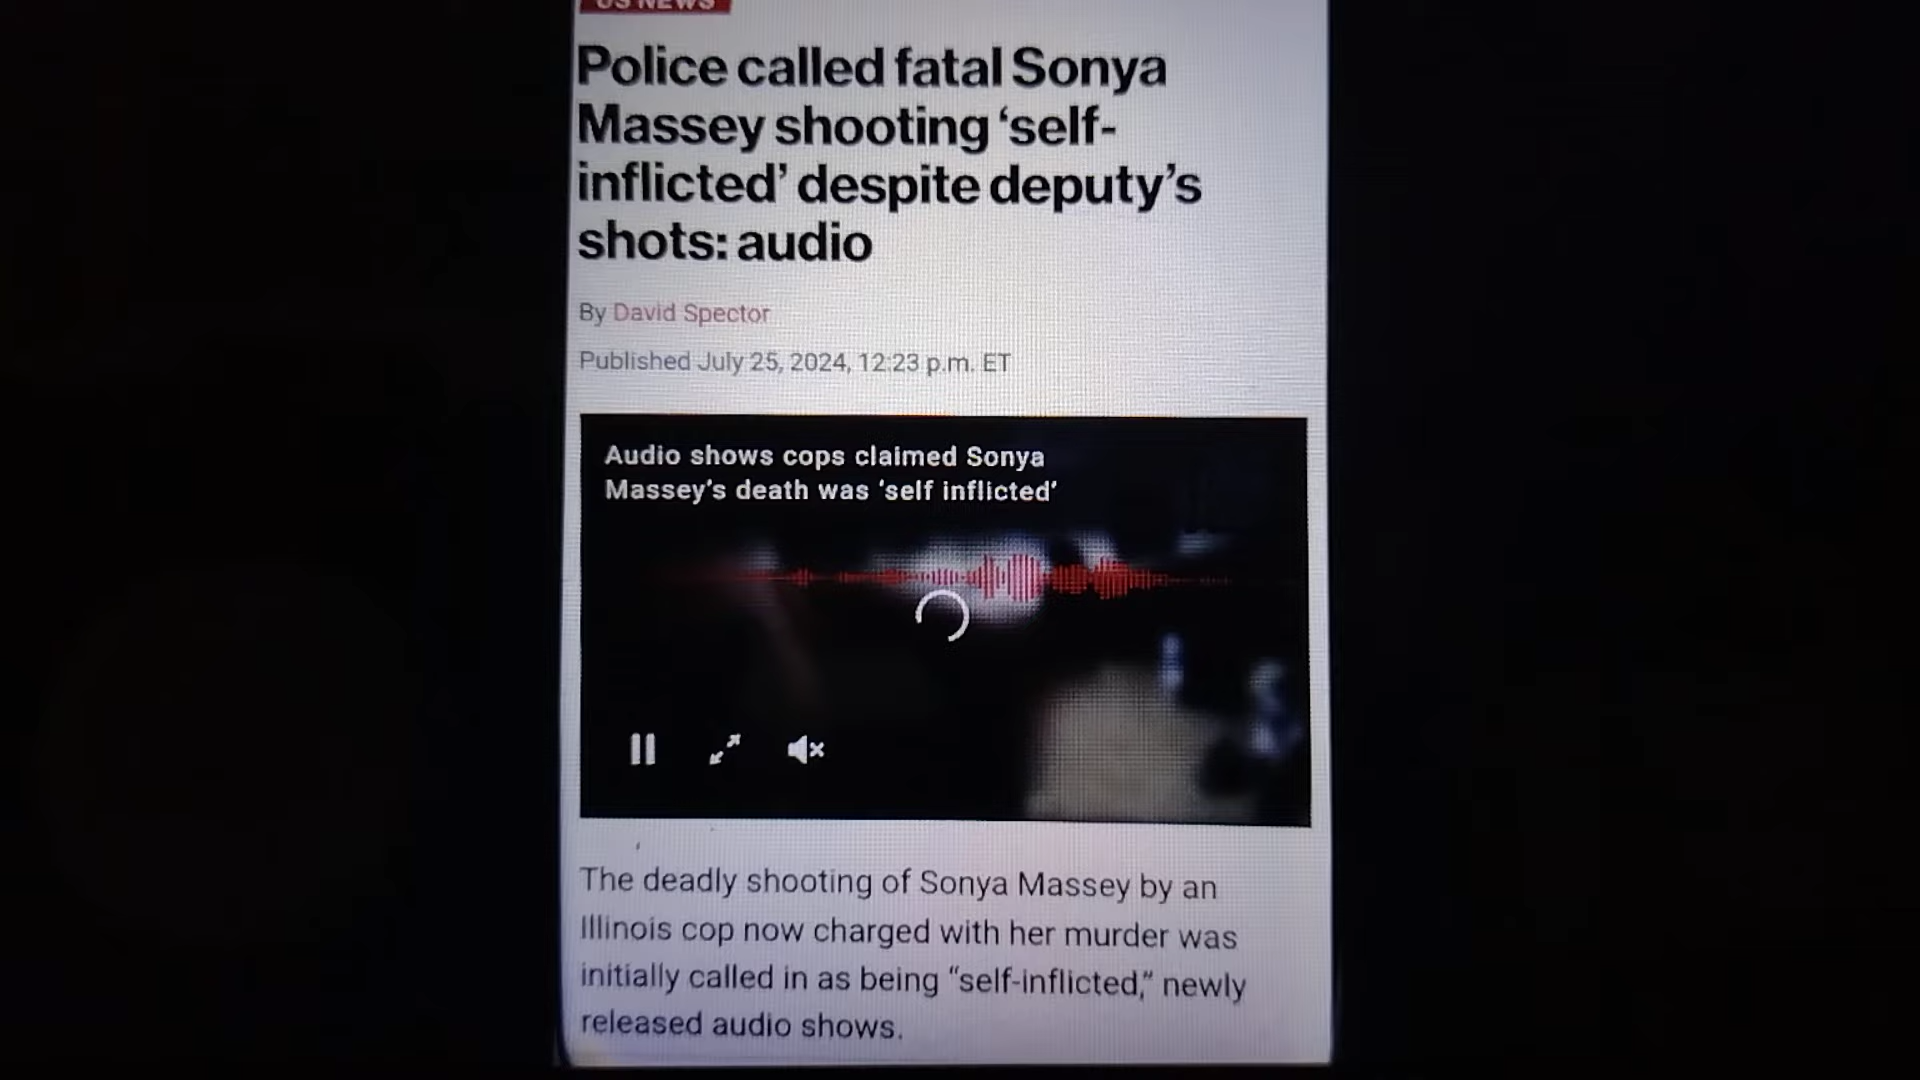 US NEWS
Police called fatal Sonya
Massey shooting ‘self-
inflicted’ despite deputy’s
shots: audio
By David Spector
Published July 25, 2024, 12:23 p.m. ET
Audio shows cops claimed Sonya
Massey’s death was ‘self inflicted’
The deadly shooting of Sonya Massey by an
Illinois cop now charged with her murder was
initially called in as being “self-inflicted,” newly
released audio shows.